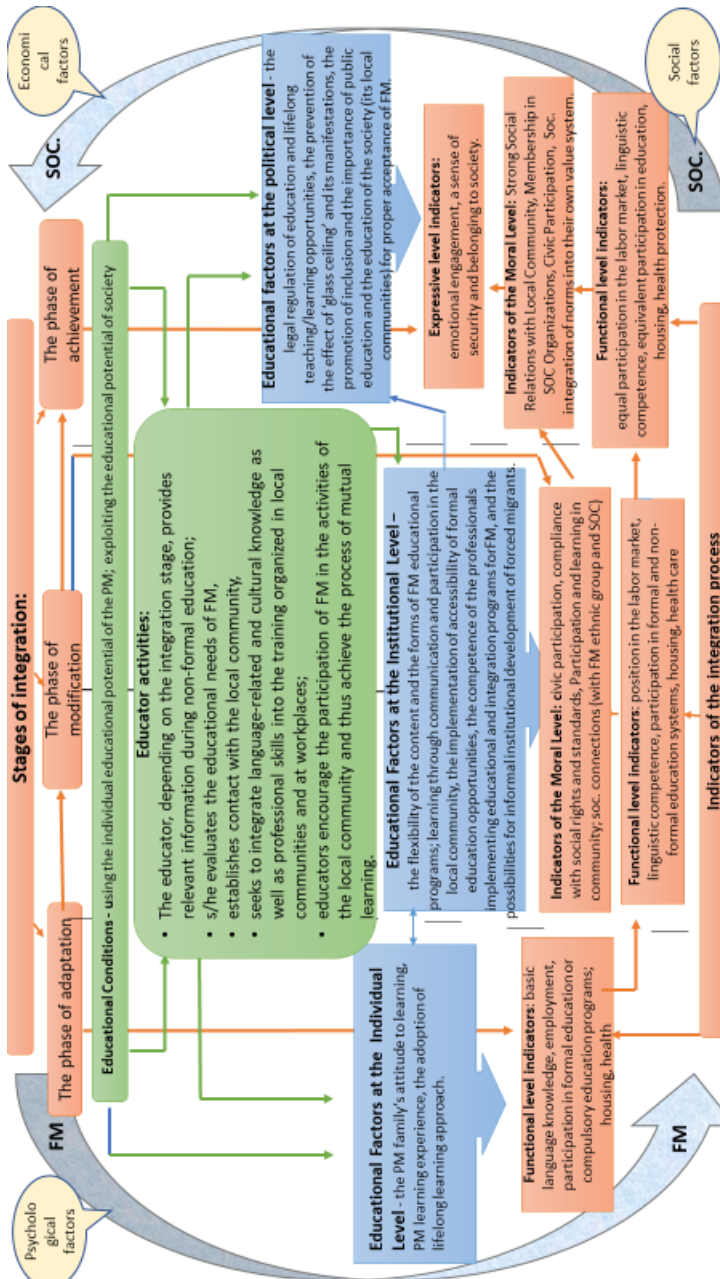 Stages of integration:
FM
SOC.
Psycholo
gical
factors
Economi
cal
factors
The phase of adaptation
The phase of
modification
The phase of
achievement
Educational Conditions - using the individual educational potential of the PM; exploiting the educational potential of society
Educator activities:
• The educator, depending on the integration stage, provides
relevant information during non-formal education;
• s/he evaluates the educational needs of FM,
• establishes contact with the local community,
• seeks to integrate language-related and cultural knowledge as
well as professional skills into the training organized in local
communities and at workplaces;
• educators encourage the participation of FM in the activities of
the local community and thus achieve the process of mutual
learning.
Educational Factors at the Individual
Level - the PM family's attitude to learning,
PM learning experience, the adoption of
lifelong learning approach.
Educational Factors at the Institutional Level –
the flexibility of the content and the forms of FM educational
programs; learning through communication and participation in the
local community, the implementation of accessibility of formal
education opportunities, the competence of the professionals
implementing educational and integration programs forFM, and the
possibilities for informal institutional development of forced migrants.
Educational factors at the political level - the
legal regulation of education and lifelong
teaching/learning opportunities, the prevention of
the effect of 'glass ceiling' and its manifestations, the
promotion of inclusion and the importance of public
education and the education of the society (its local
communities) for proper acceptance of FM.
Functional level indicators: basic
language knowledge, employment,
participation in formal education or
compulsory education programs;
housing, health
Indicators of the Moral Level: civic participation, compliance
with social rights and standards, Participation and learning in
community; soc. connections (with FM ethnic group and SOC)
Functional level indicators: position in the labor market,
linguistic competence, participation in formal and non-
formal education systems, housing, health care
Expressive level indicators:
emotional engagement, a sense of
security and belonging to society.
Indicators of the Moral Level: Strong Social
Relations with Local Community, Membership in
SOC Organizations, Civic Participation, Soc.
integration of norms into their own value system.
Functional level indicators:
equal participation in the labor market, linguistic
competence, equivalent participation in education,
housing, health protection.
Indicators of the integration process
FM
SOC.
Social
factors